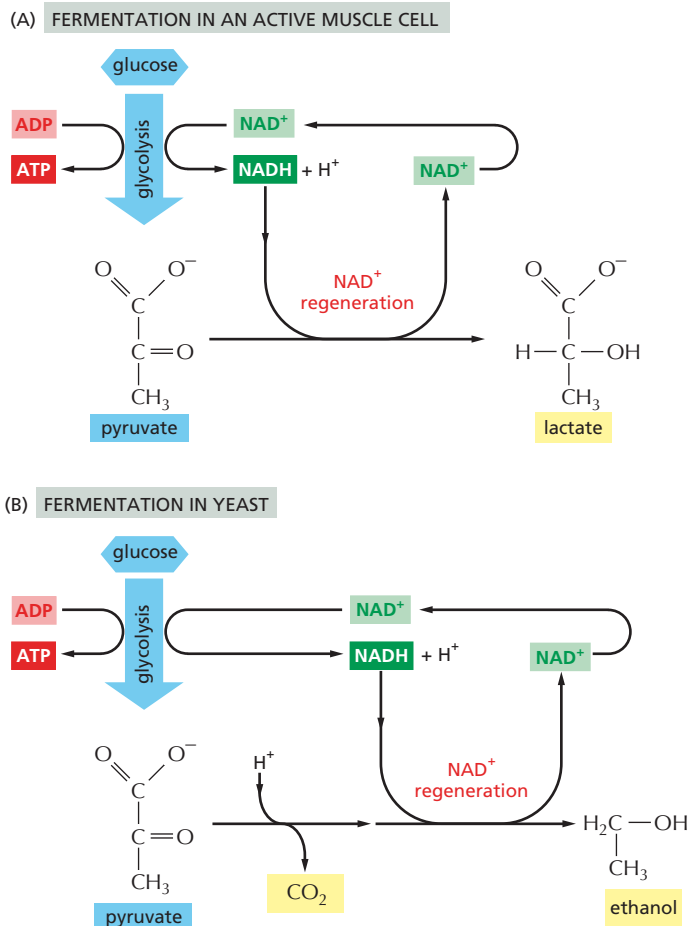 (A) FERMENTATION IN AN ACTIVE MUSCLE CELL
glucose
ADP
ATP
glycolysis
NAD⁺
NADH + H⁺
NAD⁺
NAD⁺
regeneration
O O⁻
C
C=O
CH₃
pyruvate
O O⁻
C
H—C—OH
CH₃
lactate
(B) FERMENTATION IN YEAST
glucose
ADP
ATP
glycolysis
NAD⁺
NADH + H⁺
NAD⁺
NAD⁺
regeneration
O O⁻
C
C=O
CH₃
pyruvate
H⁺
CO₂
H₂C—OH
CH₃
ethanol